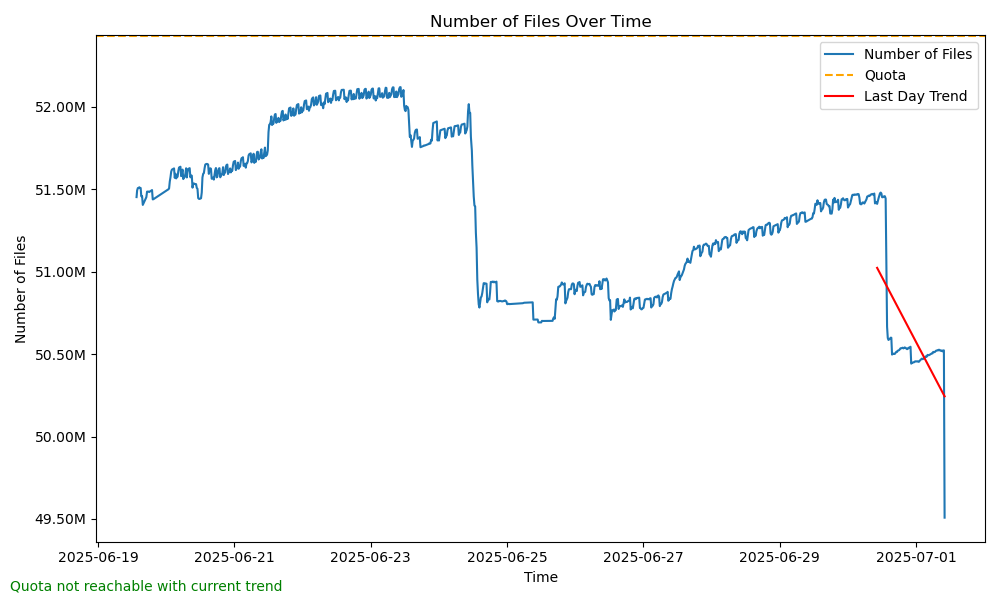 Number of Files Over Time
Number of Files
Quota
Last Day Trend
Number of Files
52.00M
51.50M
51.00M
50.50M
50.00M
49.50M
2025-06-19
2025-06-21
2025-06-23
2025-06-25
2025-06-27
2025-06-29
2025-07-01
Time
Quota not reachable with current trend